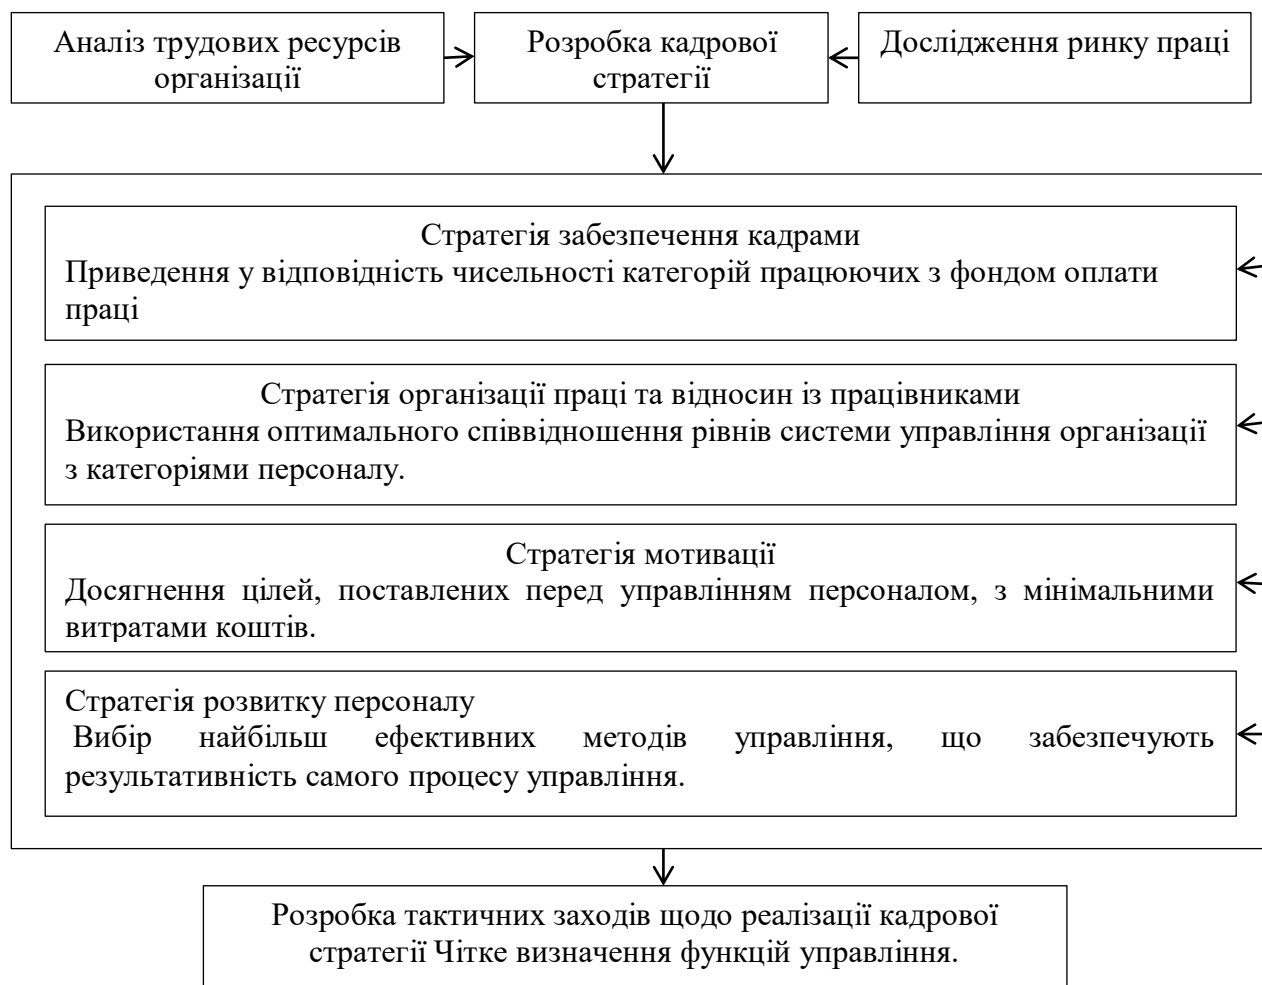 Аналіз трудових ресурсів
організації
Розробка кадрової
стратегії
Дослідження ринку праці
Стратегія забезпечення кадрами
Приведення у відповідність чисельності категорій працюючих з фондом оплати
праці
Стратегія організації праці та відносин із працівниками
Використання оптимального співвідношення рівнів системи управління організації
з категоріями персоналу.
Стратегія мотивації
Досягнення цілей, поставлених перед управлінням персоналом, з мінімальними
витратами коштів.
Стратегія розвитку персоналу
Вибір найбільш ефективних методів управління, що забезпечують
результативність самого процесу управління.
Розробка тактичних заходів щодо реалізації кадрової
стратегії Чітке визначення функцій управління.